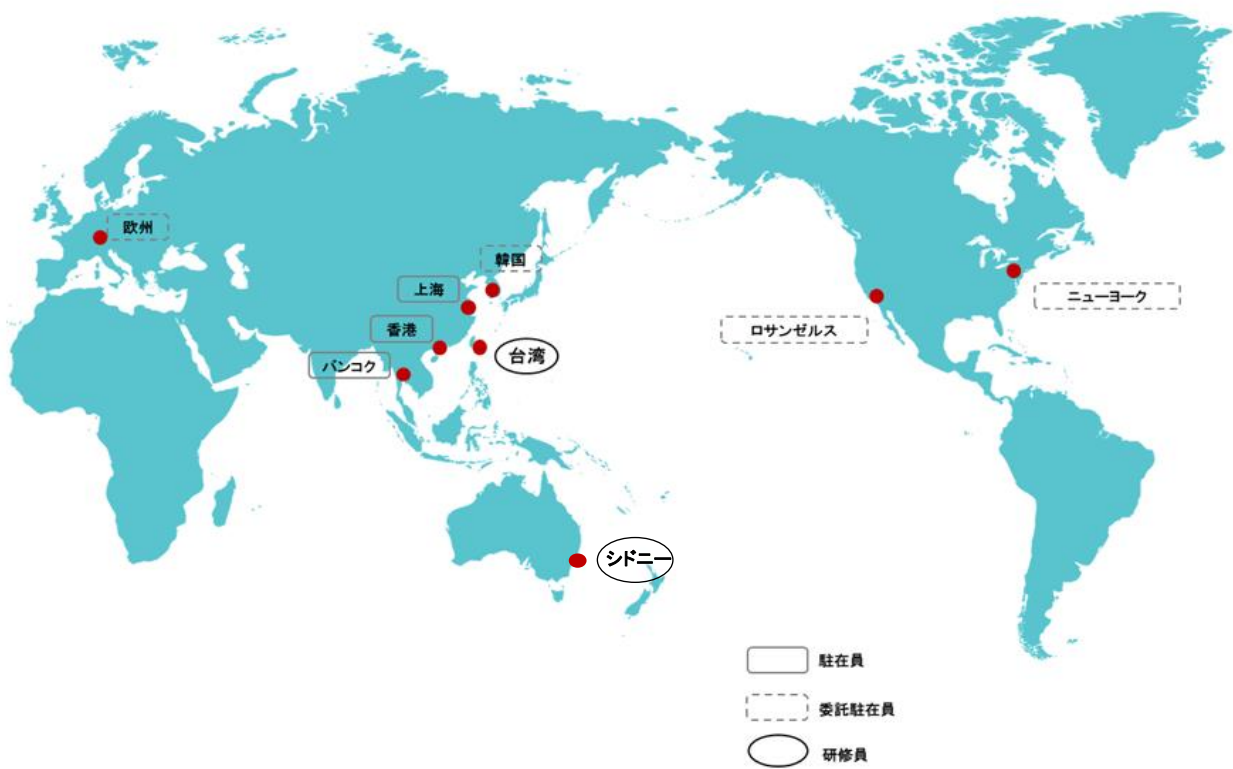 欧州
韓国
上海
香港
台湾
バンコク
ニューヨーク
ロサンゼルス
シドニー
駐在員
委託駐在員
研修員